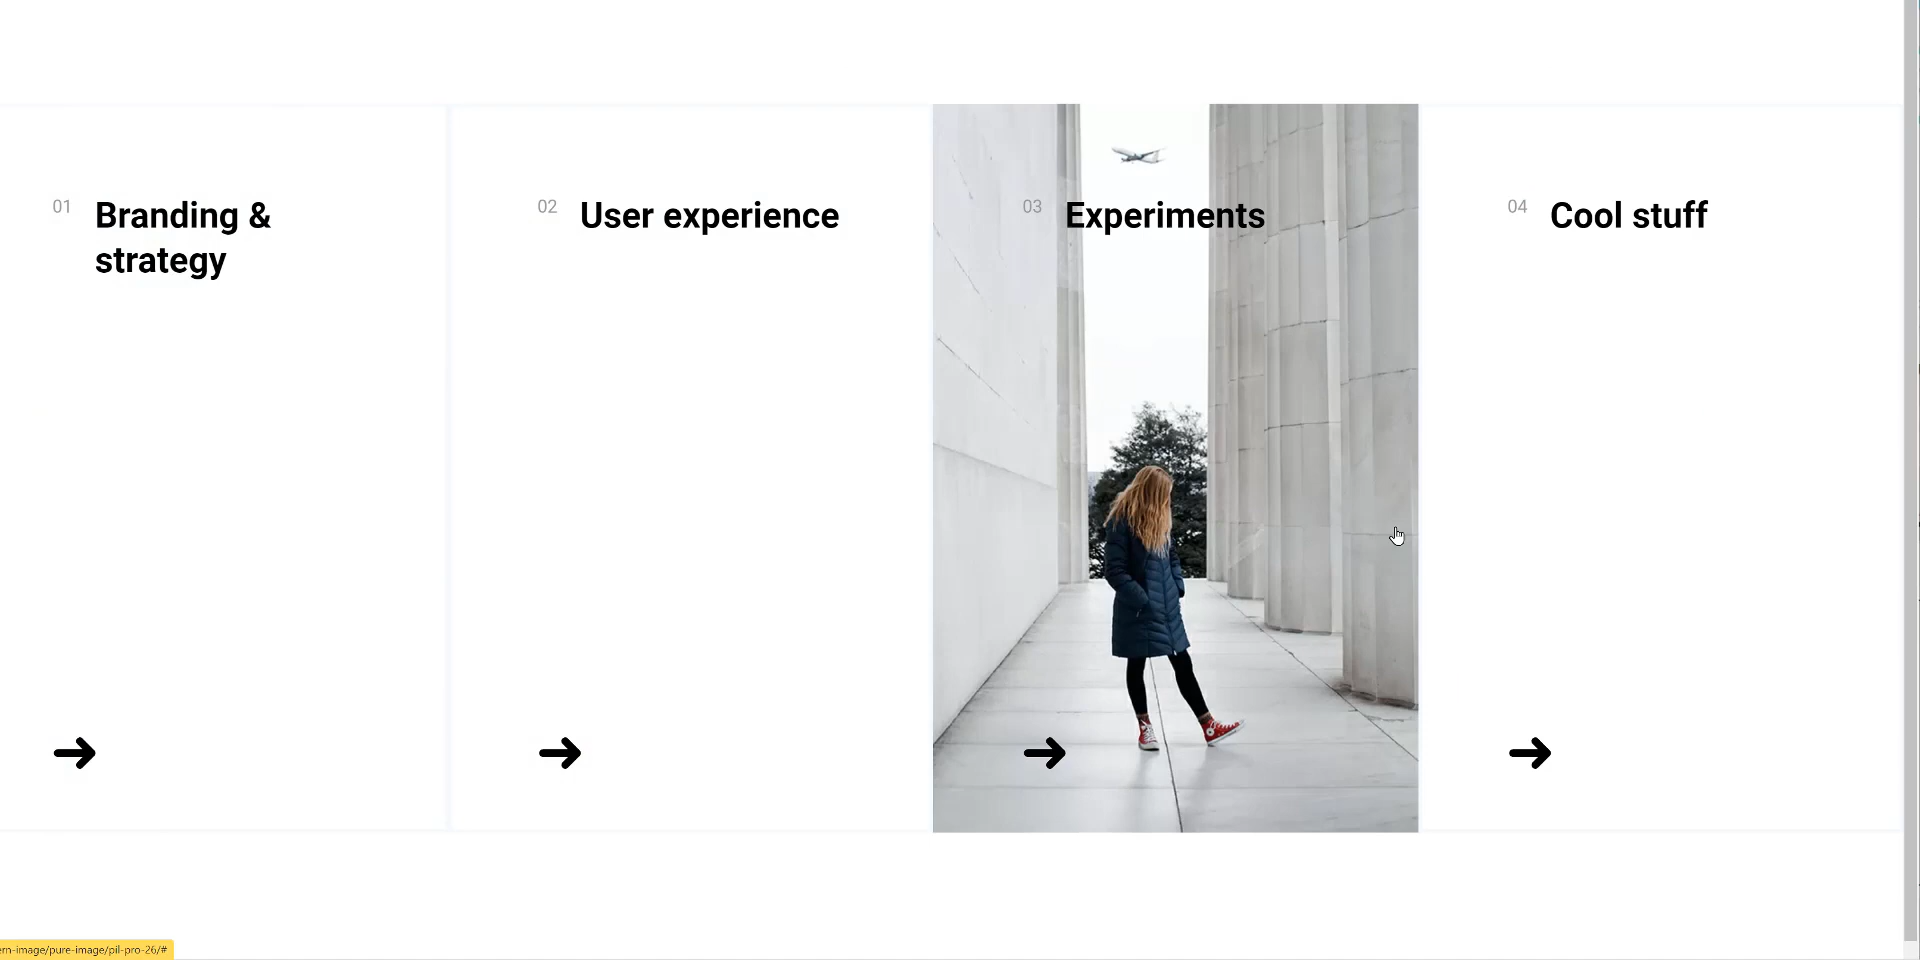 01 Branding &
strategy
02 User experience
03 Experiments
04 Cool stuff
ern-image/pure-image/pil-pro-26/#